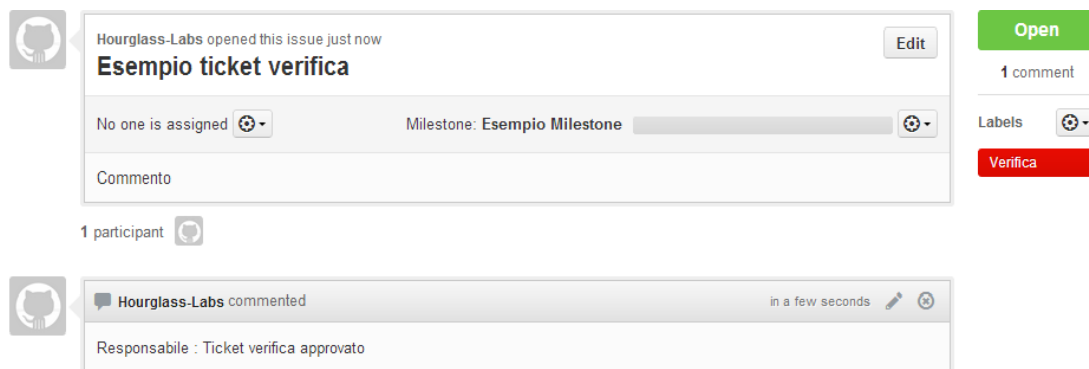 Hourglass-Labs opened this issue just now
Edit
Esempio ticket verifica
No one is assigned
Milestone: Esempio Milestone
Commento
1 participant
Hourglass-Labs commented
in a few seconds
Responsabile : Ticket verifica approvato
Open
1 comment
Labels
Verifica